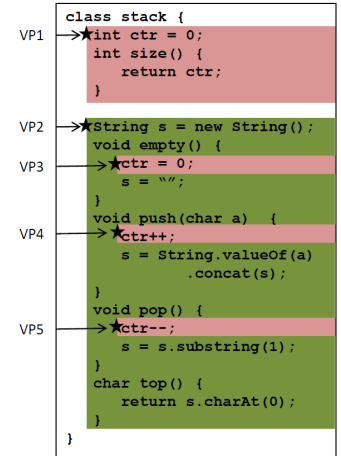 class stack {
VP1 int ctr = 0;
int size() {
return ctr;
}
VP2 String s = new String();
void empty() {
VP3 ctr = 0;
s = “”;
}
void push(char a) {
VP4 ctr++;
s = String.valueOf(a)
.concat(s);
}
void pop() {
VP5 ctr--;
s = s.substring(1);
}
char top() {
return s.charAt(0);
}
}